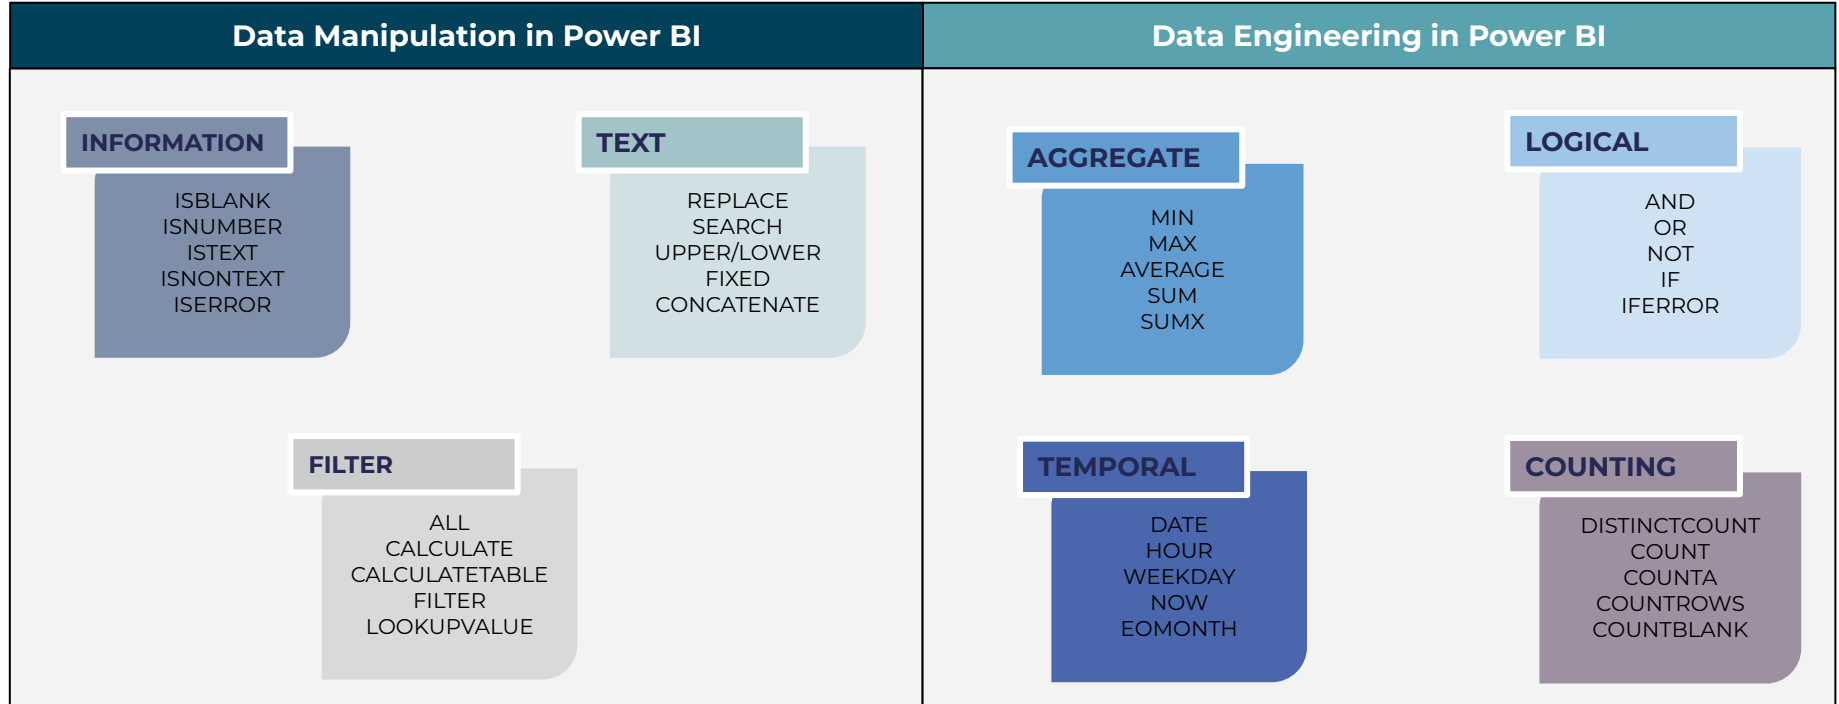 Data Manipulation in Power BI
INFORMATION
ISBLANK
ISNUMBER
ISTEXT
ISNONTEXT
ISERROR
TEXT
REPLACE
SEARCH
UPPER/LOWER
FIXED
CONCATENATE
FILTER
ALL
CALCULATE
CALCULATETABLE
FILTER
LOOKUPVALUE
Data Engineering in Power BI
AGGREGATE
MIN
MAX
AVERAGE
SUM
SUMX
LOGICAL
AND
OR
NOT
IF
IFERROR
TEMPORAL
DATE
HOUR
WEEKDAY
NOW
EOMONTH
COUNTING
DISTINCTCOUNT
COUNT
COUNTA
COUNTROWS
COUNTBLANK